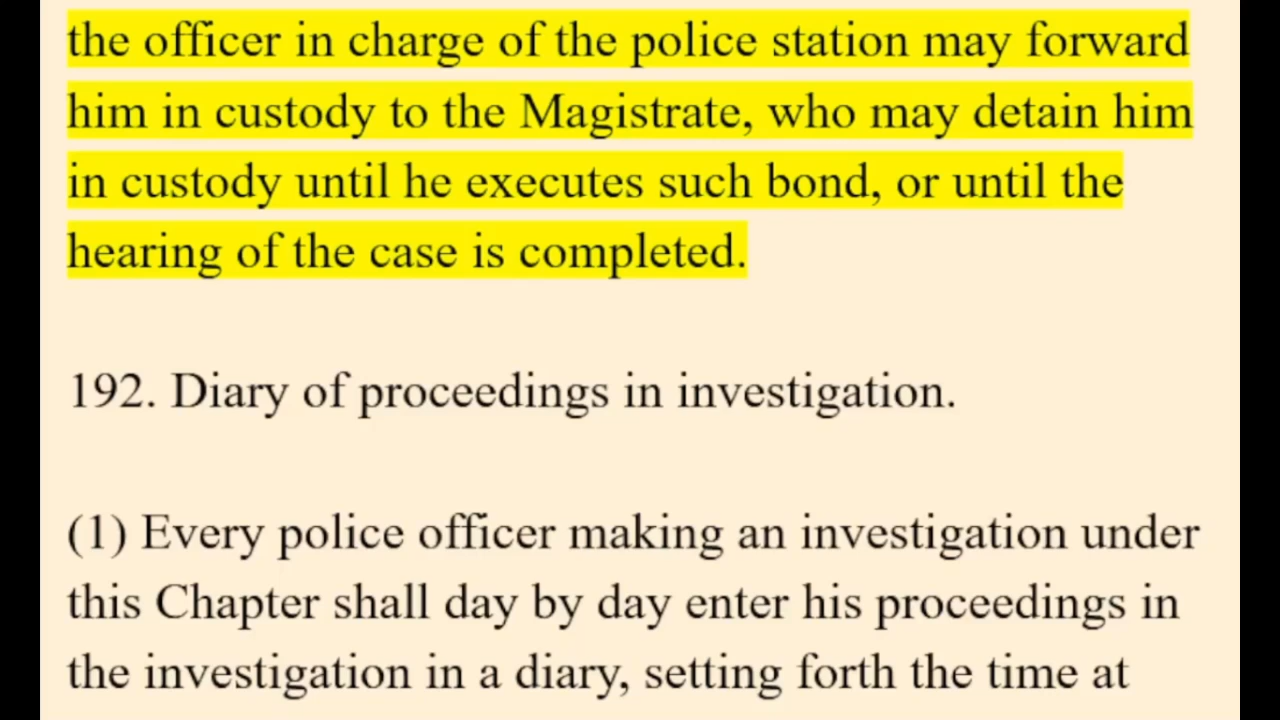 the officer in charge of the police station may forward
him in custody to the Magistrate, who may detain him
in custody until he executes such bond, or until the
hearing of the case is completed.
192. Diary of proceedings in investigation.
(1) Every police officer making an investigation under
this Chapter shall day by day enter his proceedings in
the investigation in a diary, setting forth the time at